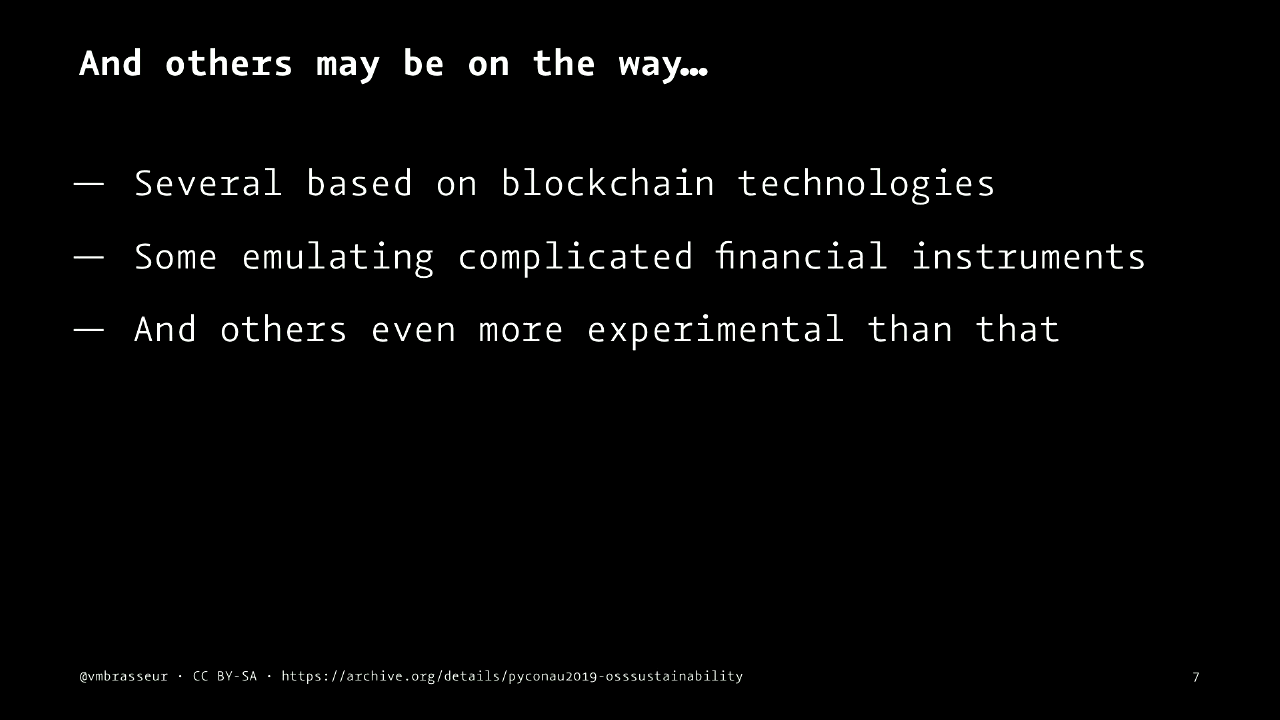 And others may be on the way…
— Several based on blockchain technologies
— Some emulating complicated financial instruments
— And others even more experimental than that
@vmbrasseur · CC BY-SA · https://archive.org/details/pyconau2019-osssustainability
7